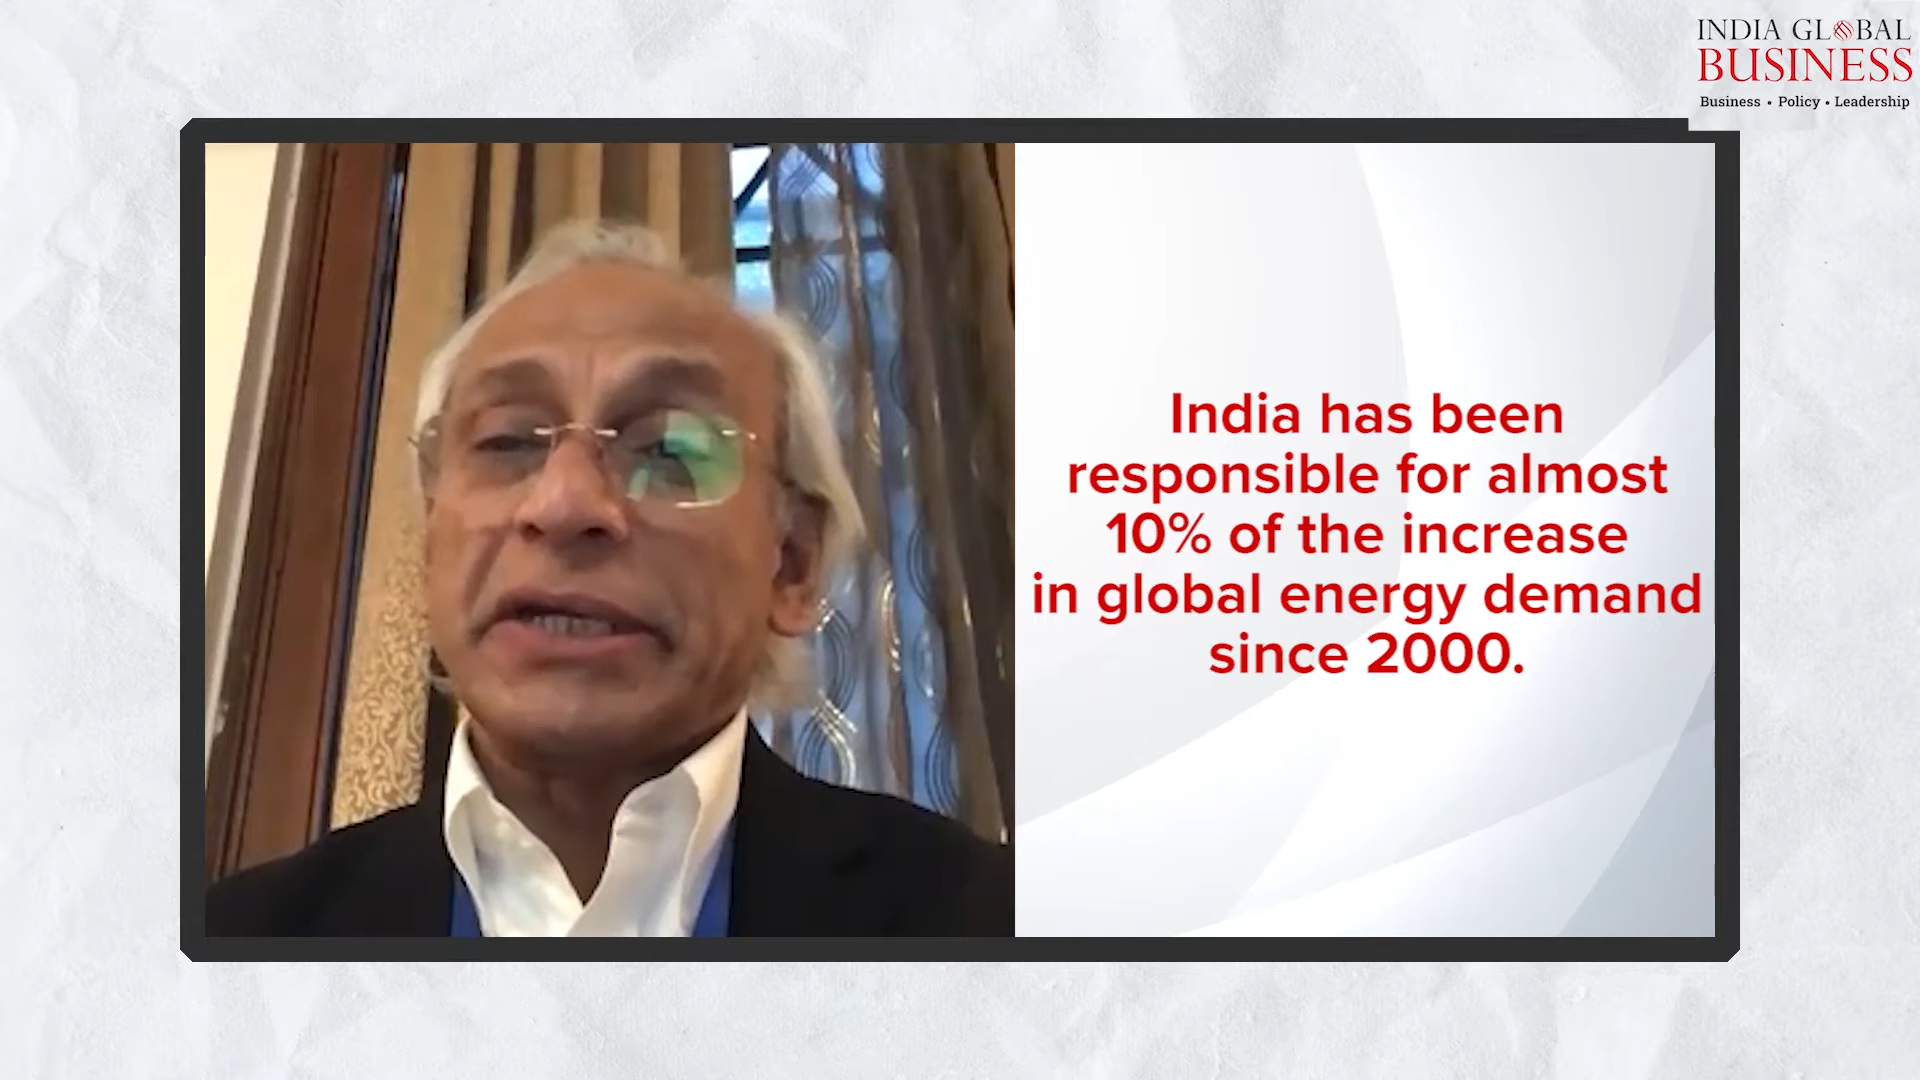 INDIA GLOBAL
BUSINESS
Business • Policy • Leadership
India has been
responsible for almost
10% of the increase
in global energy demand
since 2000.